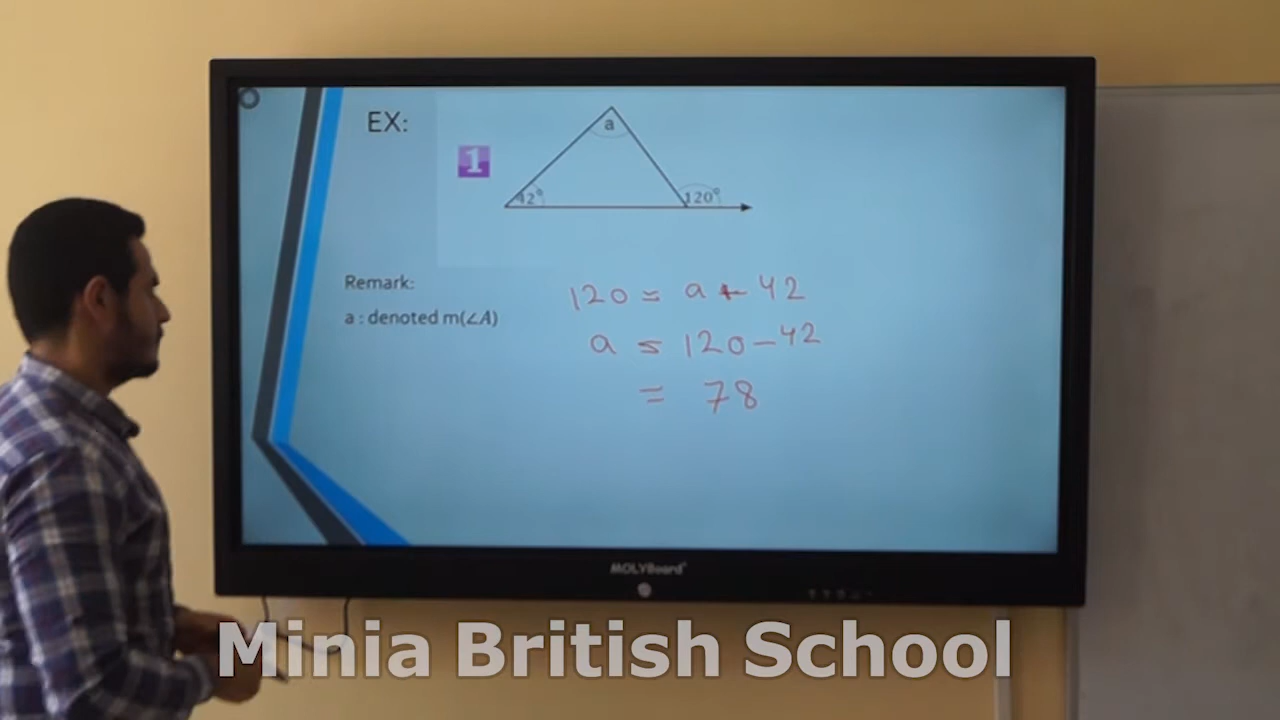 EX:
a
1
42°
120°
Remark:
a : denoted m(∠A)
120 = a + 42
a = 120 - 42
= 78
MOLYBoard
Minia British School